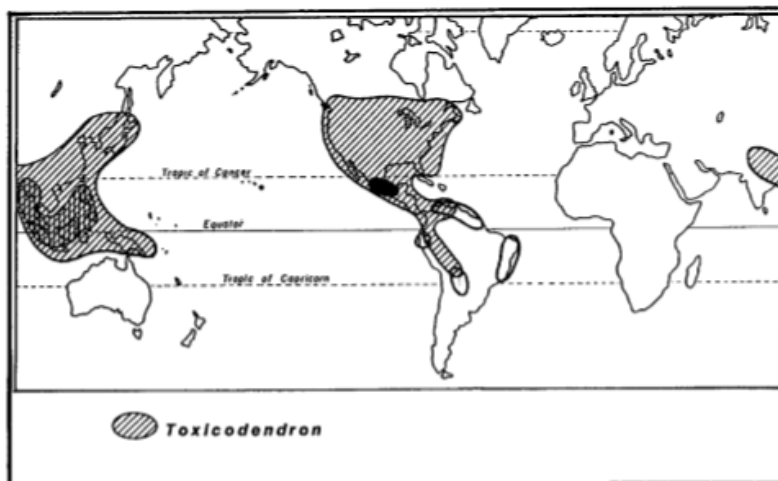 Tropic of Cancer
Equator
Tropic of Capricorn
Toxicodendron